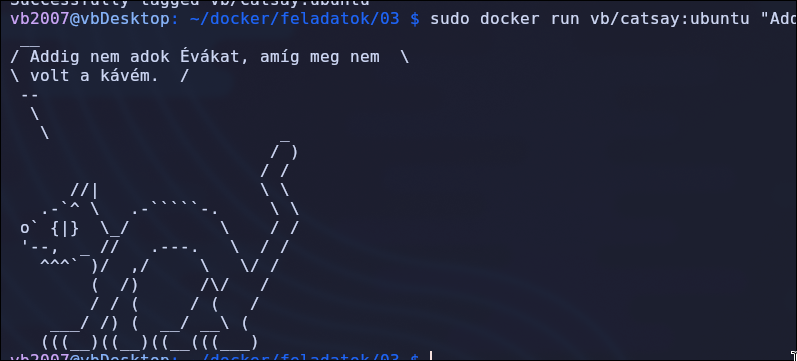 Successfully tagged vb/catsay:ubuntu
vb2007@vbDesktop: ~/docker/feladatok/03 $ sudo docker run vb/catsay:ubuntu "Add
 __
/ Addig nem adok Évákat, amíg meg nem  \
\ volt a kávém.  /
 --
  \
   \                       _
                          / )
                         / /
      //|                \ \
   .-`^ \   .-`````-.     \ \
 o` {|}  \_/         \    / /
 '--,  _ //   .---.   \  / /
   ^^^` )/  ,/     \   \/ /
        (  /)      /\/   /
        / / (     / (   /
    ___/ /) (  __/ __\ (
   (((__)((__)((__(((___)
vb2007@vbDesktop: ~/docker/feladatok/03 $